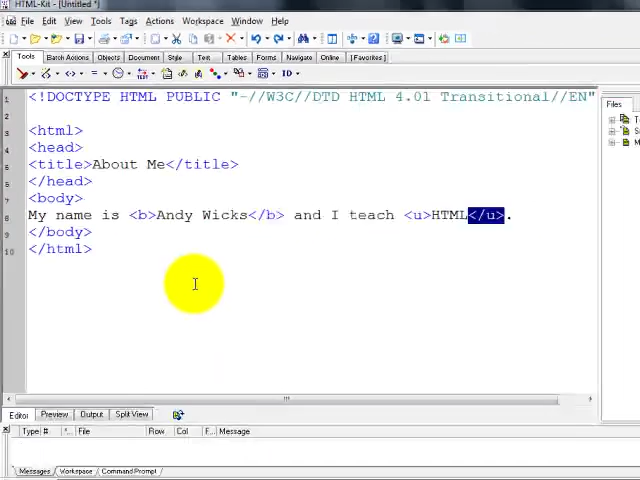 HTML-Kit - [Untitled *]
File Edit View Tools Tags Actions Workspace Window Help
Tools Batch Actions Objects Document Style Text Tables Forms Navigate Online [Favorites]
ID
1 <!DOCTYPE HTML PUBLIC "-//W3C//DTD HTML 4.01 Transitional//EN"
2
3 <html>
4 <head>
5 <title>About Me</title>
6 </head>
7 <body>
8 My name is <b>Andy Wicks</b> and I teach <u>HTML</u>.
9 </body>
10 </html>
Files
Editor Preview Output Split View
Type # File Row Col F... Message
Messages Workspace Command Prompt